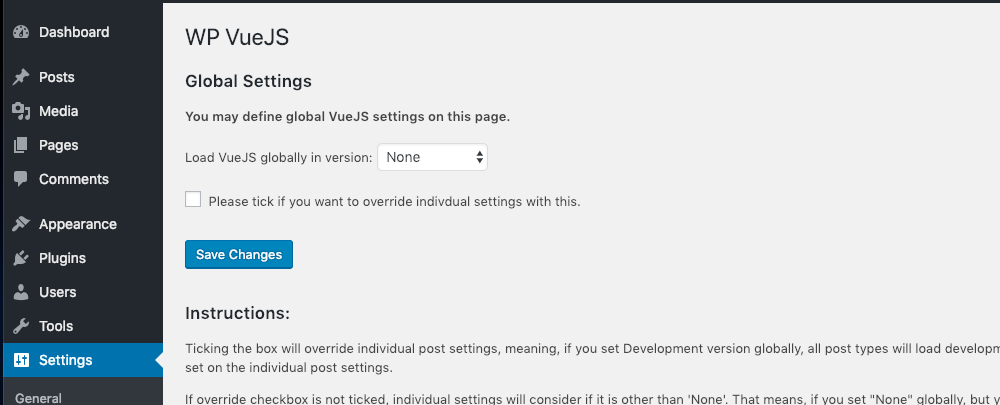 Dashboard
Posts
Media
Pages
Comments
Appearance
Plugins
Users
Tools
Settings
General
WP VueJS
Global Settings
You may define global VueJS settings on this page.
Load VueJS globally in version: None
Please tick if you want to override indivdual settings with this.
Save Changes
Instructions:
Ticking the box will override individual post settings, meaning, if you set Development version globally, all post types will load developm
set on the individual post settings.
If override checkbox is not ticked, individual settings will consider if it is other than 'None'. That means, if you set "None" globally, but